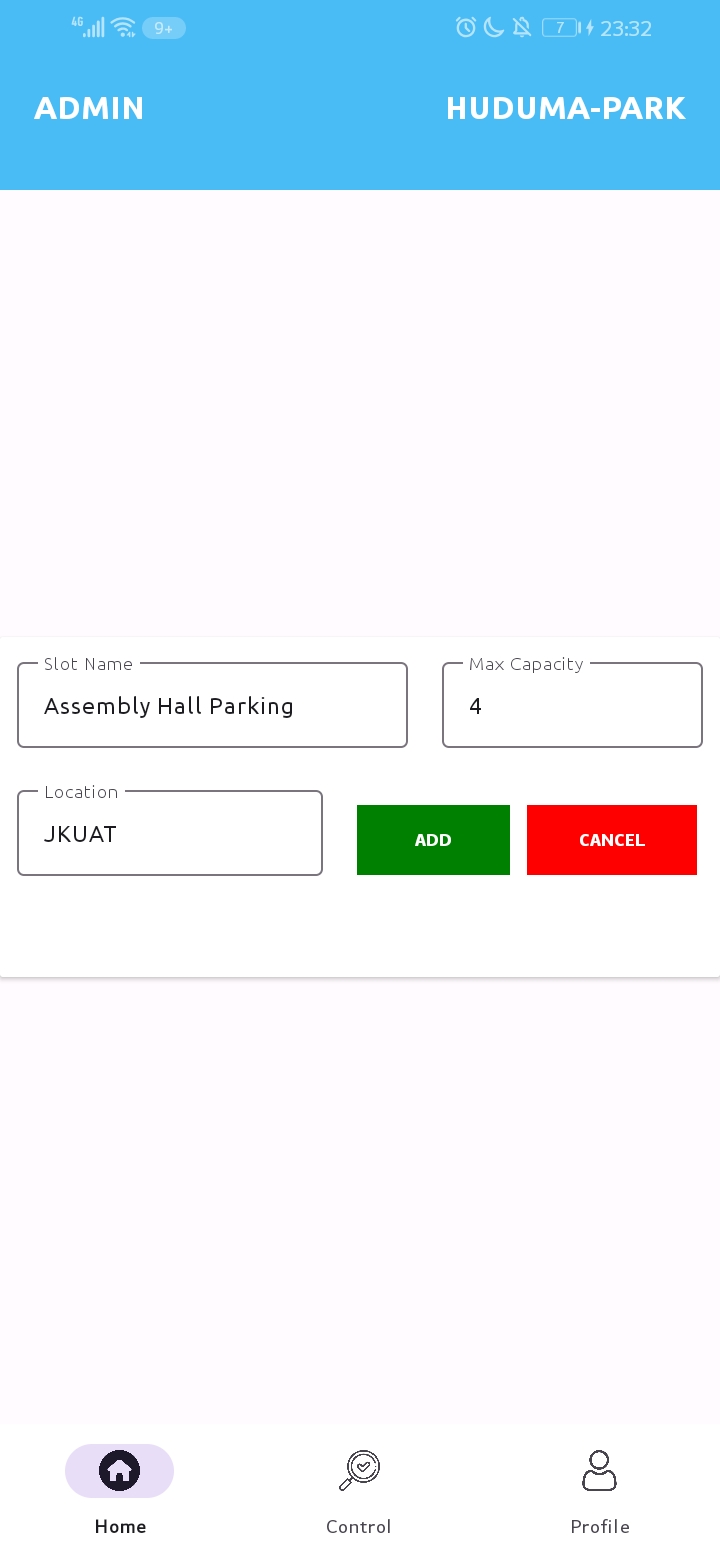 4G 9+ 7 23:32
ADMIN HUDUMA-PARK
Slot Name Max Capacity
Assembly Hall Parking 4
Location
JKUAT ADD CANCEL
Home Control Profile